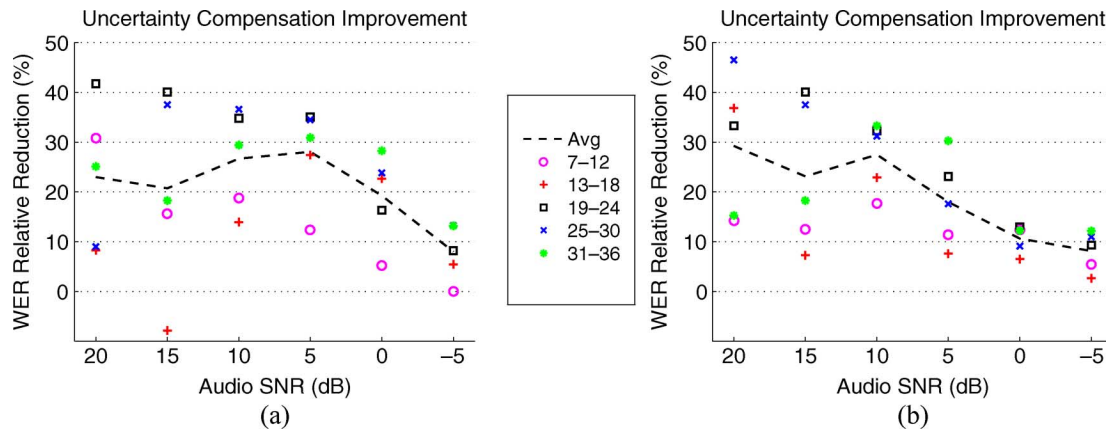 Uncertainty Compensation Improvement
WER Relative Reduction (%)
50
40
30
20
10
0
20 15 10 5 0 –5
Audio SNR (dB)
(a)
Avg
7–12
13–18
19–24
25–30
31–36
Uncertainty Compensation Improvement
WER Relative Reduction (%)
50
40
30
20
10
0
20 15 10 5 0 –5
Audio SNR (dB)
(b)